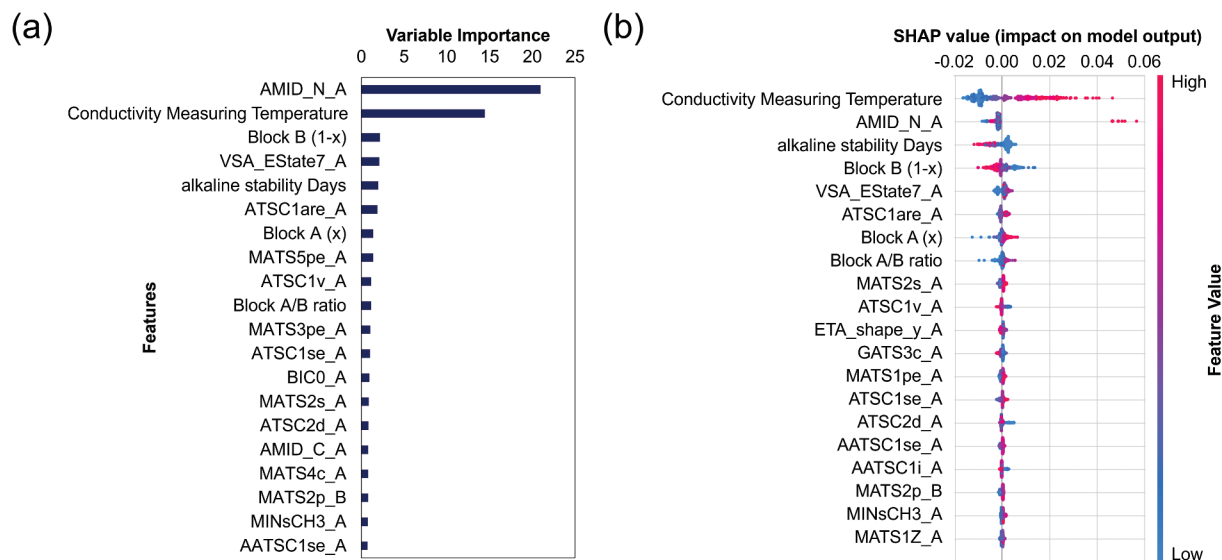 (a)
Variable Importance
0 5 10 15 20 25
Features
AMID_N_A
Conductivity Measuring Temperature
Block B (1-x)
VSA_EState7_A
alkaline stability Days
ATSC1are_A
Block A (x)
MATS5pe_A
ATSC1v_A
Block A/B ratio
MATS3pe_A
ATSC1se_A
BIC0_A
MATS2s_A
ATSC2d_A
AMID_C_A
MATS4c_A
MATS2p_B
MINsCH3_A
AATSC1se_A
(b)
SHAP value (impact on model output)
-0.02 0.00 0.02 0.04 0.06
Conductivity Measuring Temperature
AMID_N_A
alkaline stability Days
Block B (1-x)
VSA_EState7_A
ATSC1are_A
Block A (x)
Block A/B ratio
MATS2s_A
ATSC1v_A
ETA_shape_y_A
GATS3c_A
MATS1pe_A
ATSC1se_A
ATSC2d_A
AATSC1se_A
AATSC1i_A
MATS2p_B
MINsCH3_A
MATS1Z_A
High
Feature Value
Low